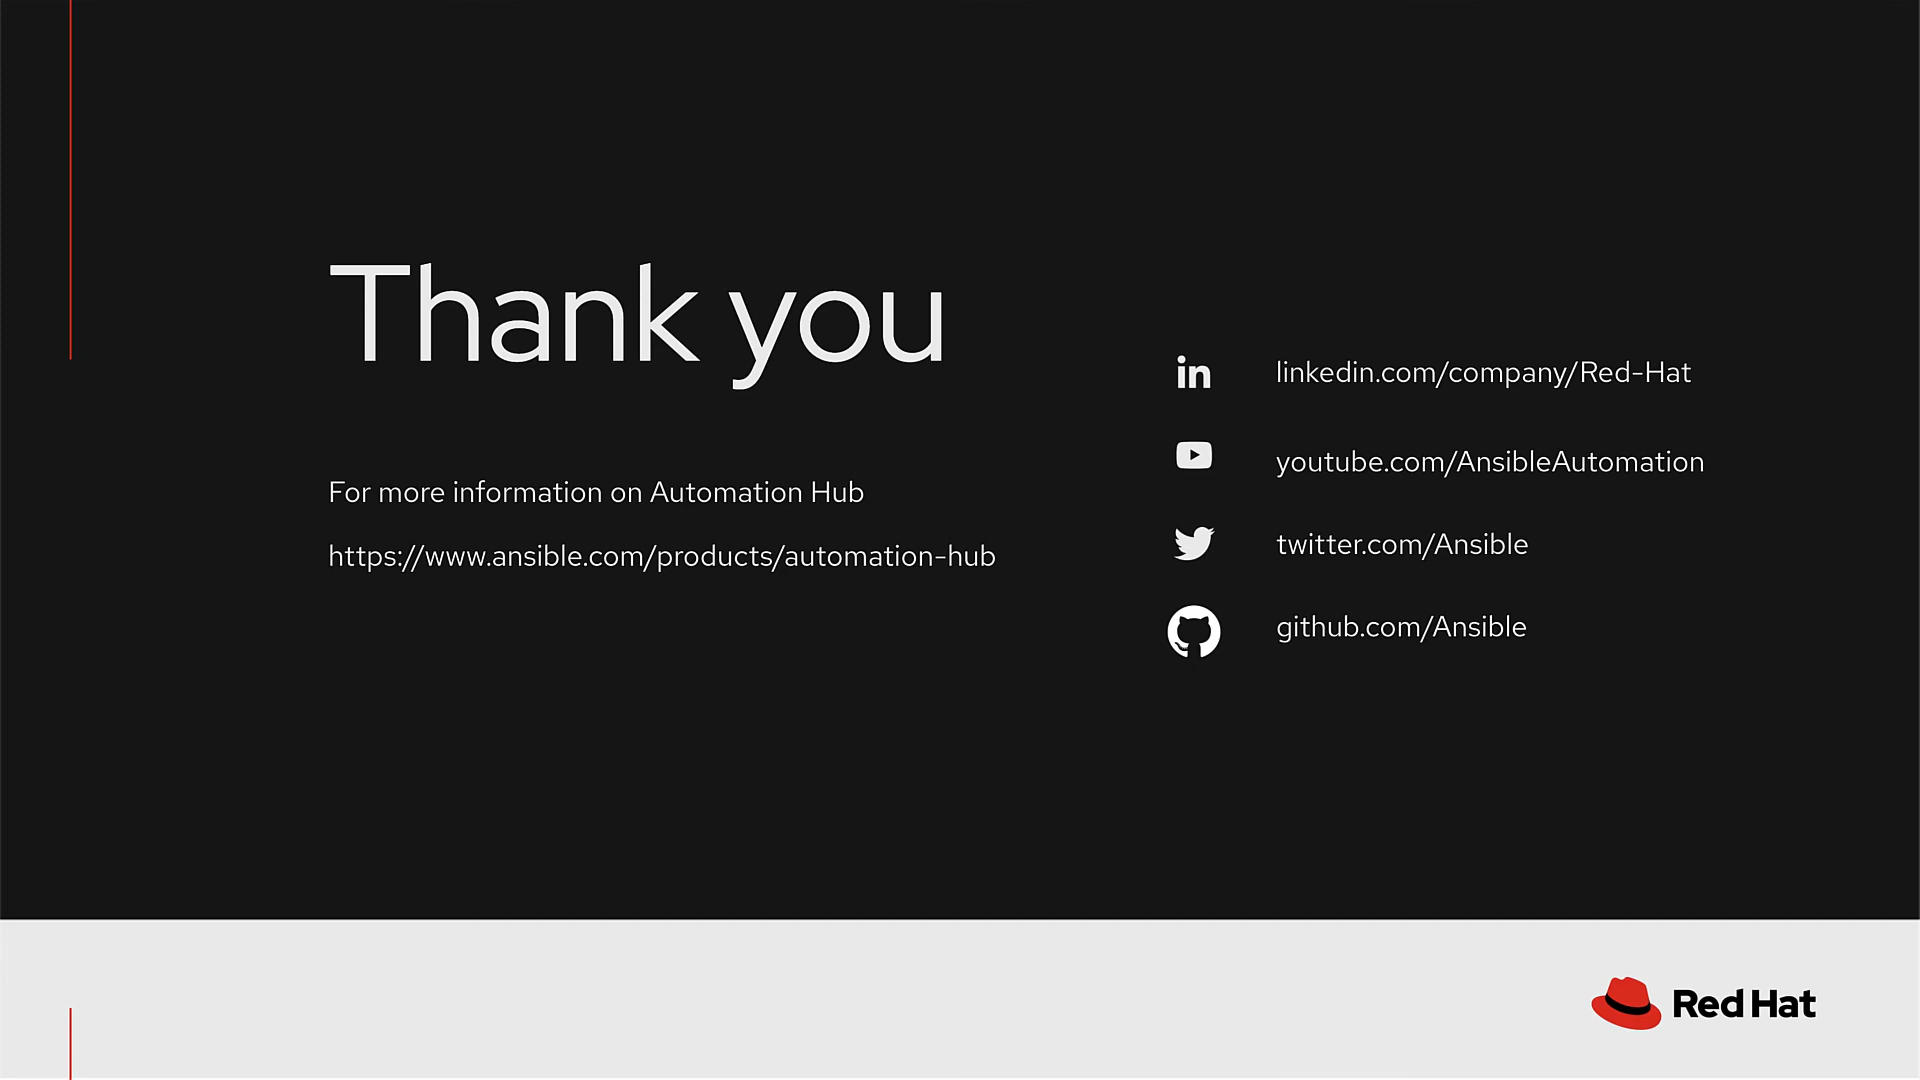 Thank you
For more information on Automation Hub
https://www.ansible.com/products/automation-hub
in
linkedin.com/company/Red-Hat
youtube.com/AnsibleAutomation
twitter.com/Ansible
github.com/Ansible
Red Hat